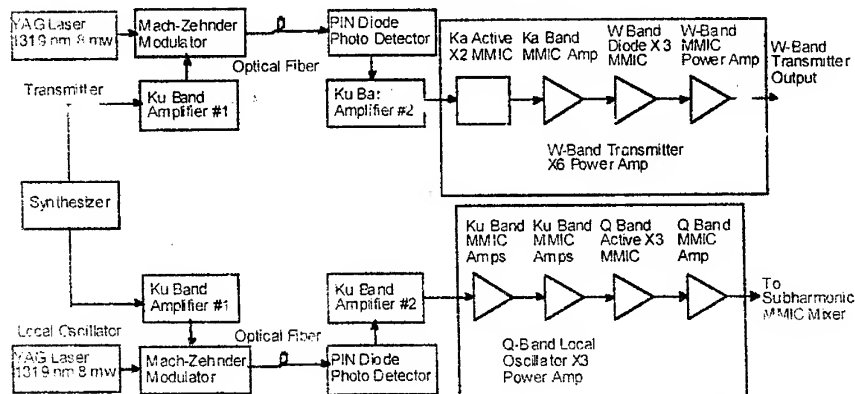 YAG Laser
1319 nm 8 mw
Mach-Zehnder
Modulator
Optical Fiber
PIN Diode
Photo Detector
Transmitter
Ku Band
Amplifier #1
Ku Bar
Amplifier #2
Ka Active
X2 MMIC
Ka Band
MMIC Amp
W Band
Diode X3
MMIC
W-Band
MMIC
Power Amp
W-Band
Transmitter
Output
W-Band Transmitter
X6 Power Amp
Synthesizer
Ku Band
Amplifier #1
Ku Band
Amplifier #2
Ku Band
MMIC
Amps
Ku Band
MMIC
Amps
Q Band
Active X3
MMIC
Q Band
MMIC
Amp
To
Subharmonic
MMIC Mixer
Q-Band Local
Oscillator X3
Power Amp
Local Oscillator
YAG Laser
1319 nm 8 mw
Mach-Zehnder
Modulator
Optical Fiber
PIN Diode
Photo Detector